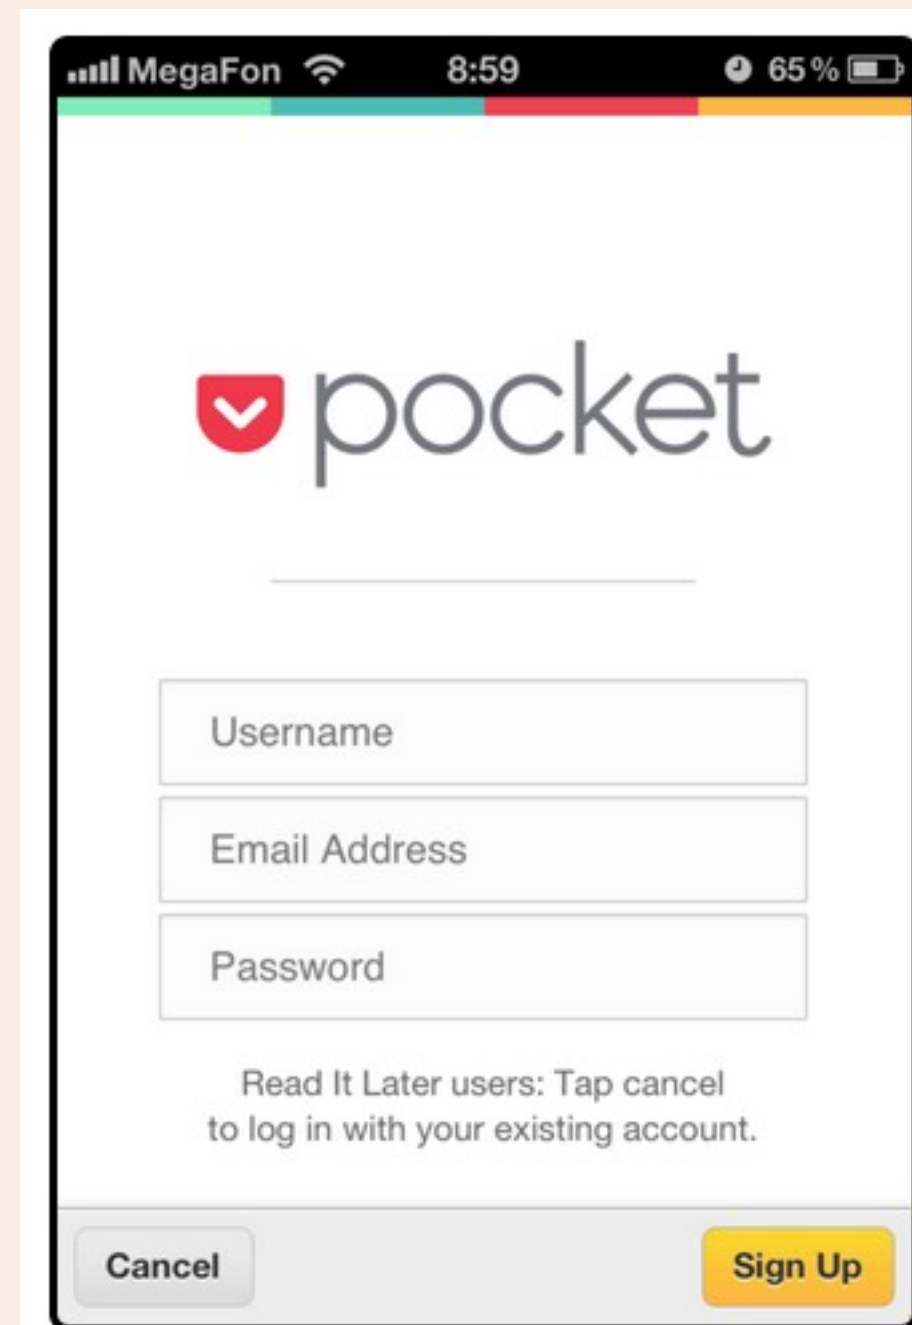 MegaFon 8:59 65%
pocket
Username
Email Address
Password
Read It Later users: Tap cancel
to log in with your existing account.
Cancel Sign Up